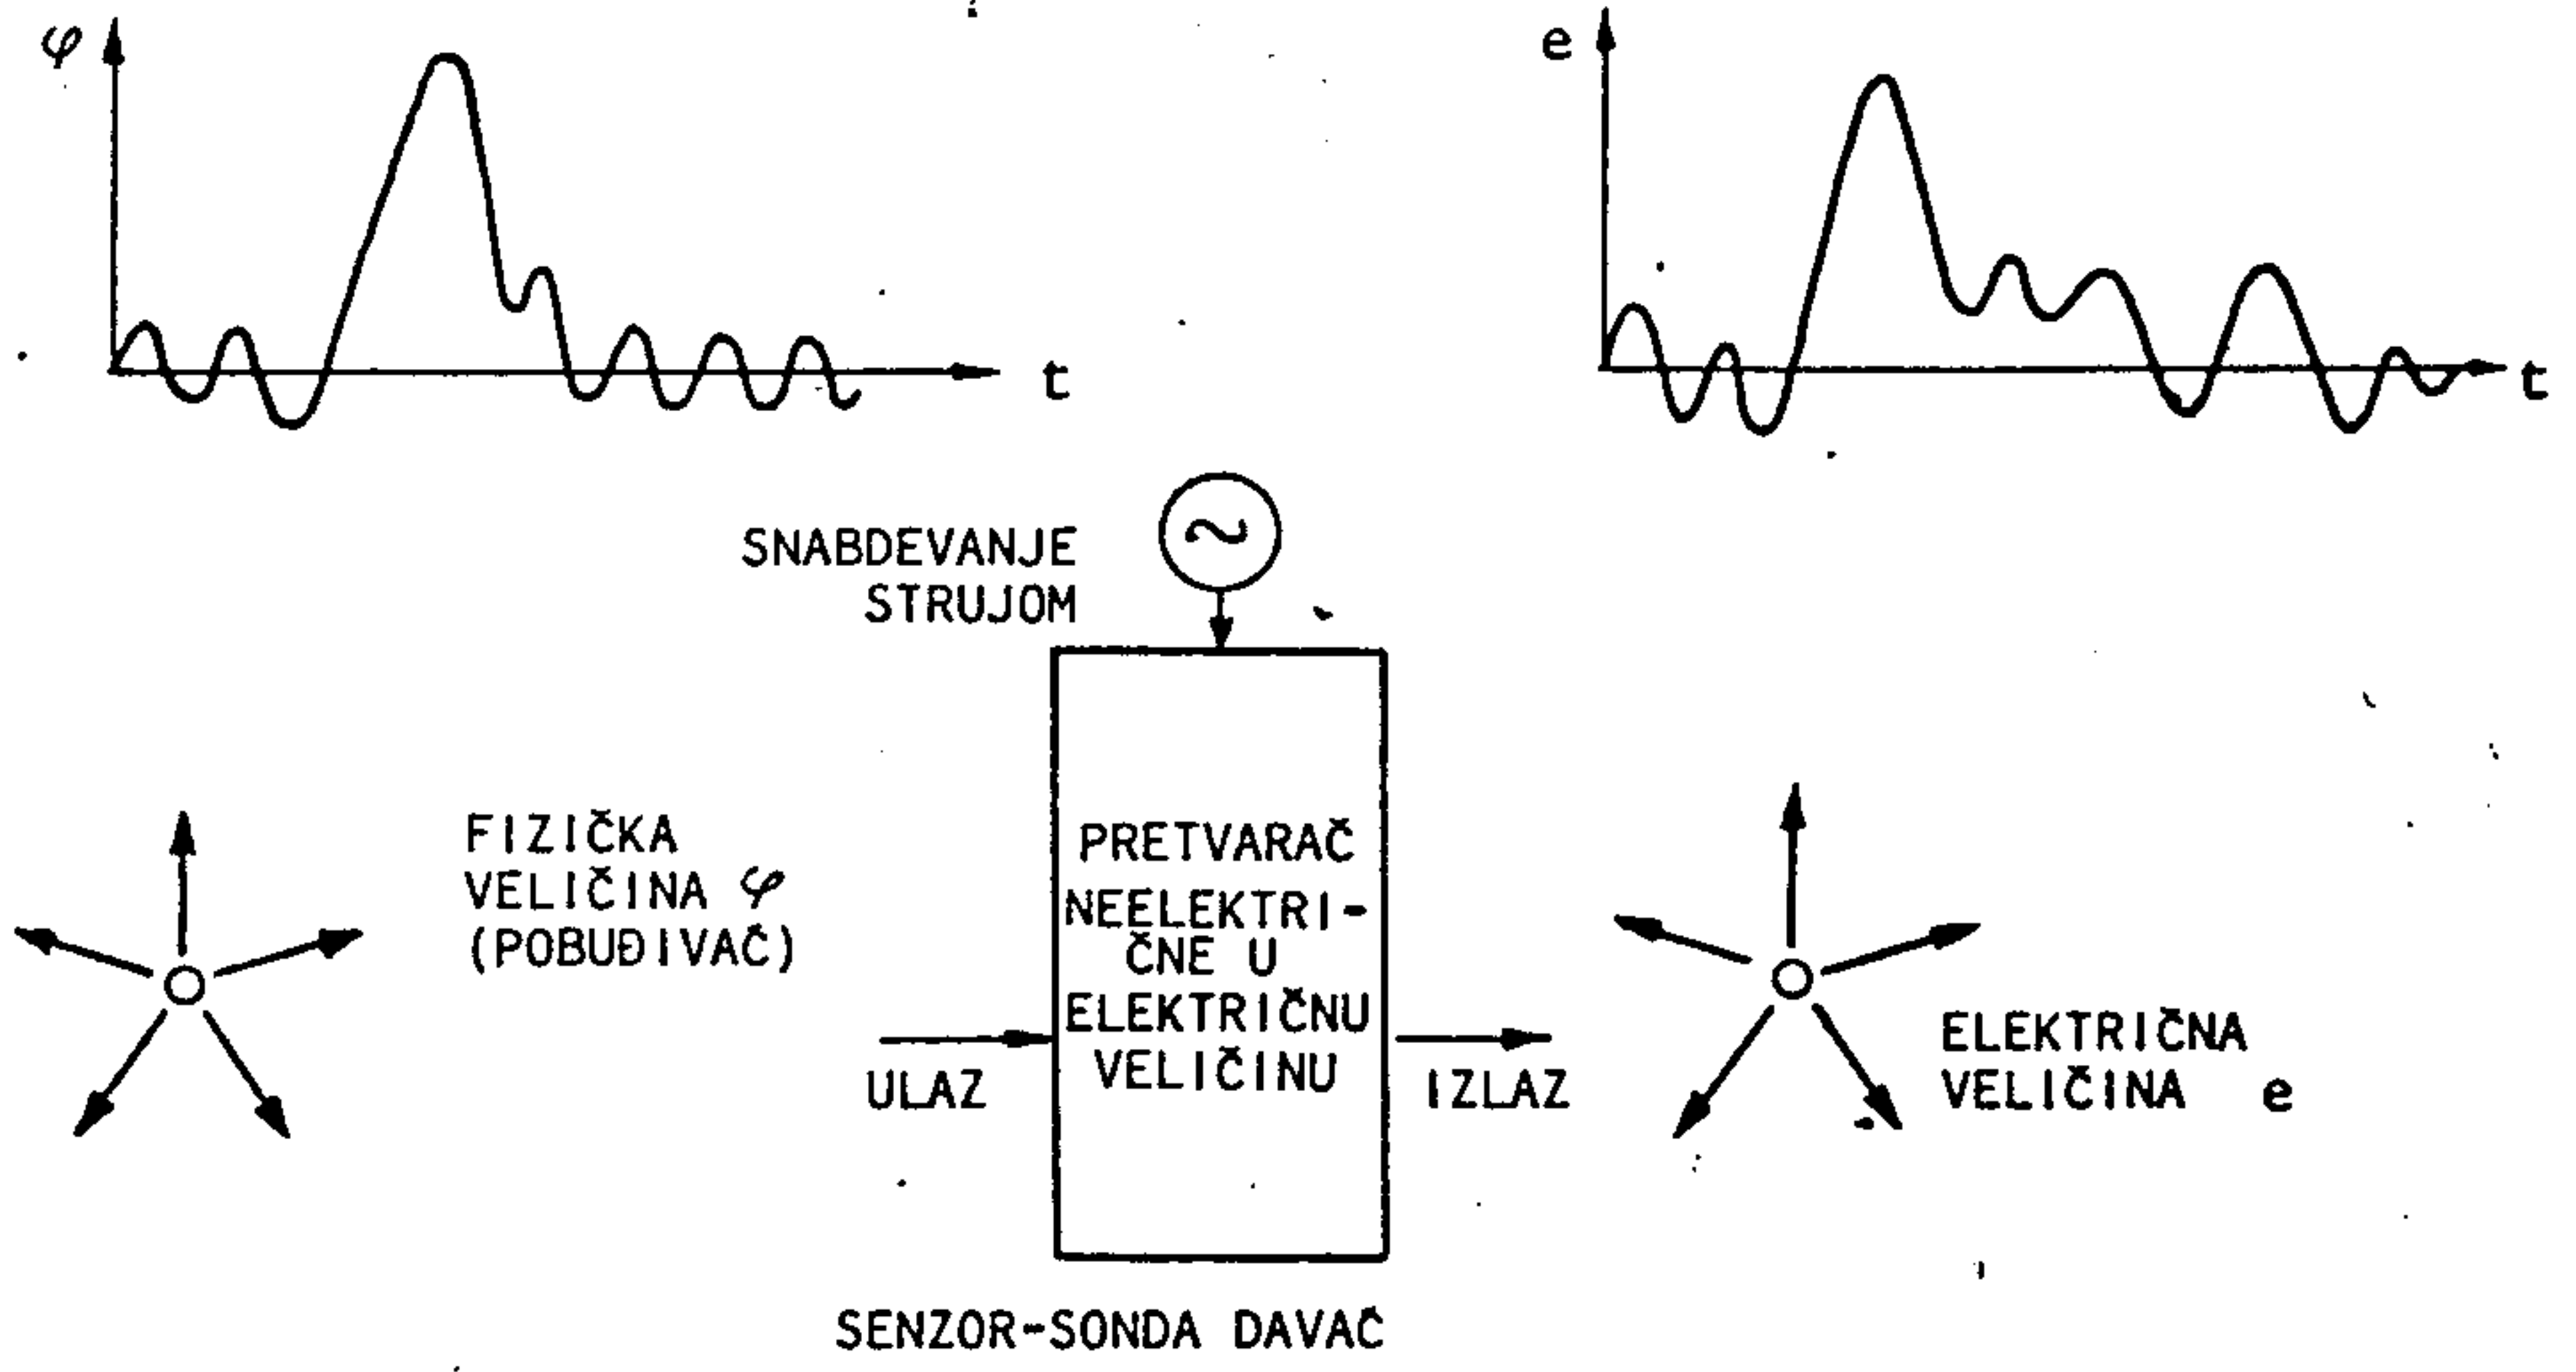 φ
t
e
t
SNABDEVANJE
STRUJOM
~
FIZIČKA
VELIČINA φ
(POBUĐIVAČ)
ULAZ
PRETVARAČ
NEELEKTRI-
ČNE U
ELEKTRIČNU
VELIČINU
IZLAZ
ELEKTRIČNA
VELIČINA e
SENZOR-SONDA DAVAČ